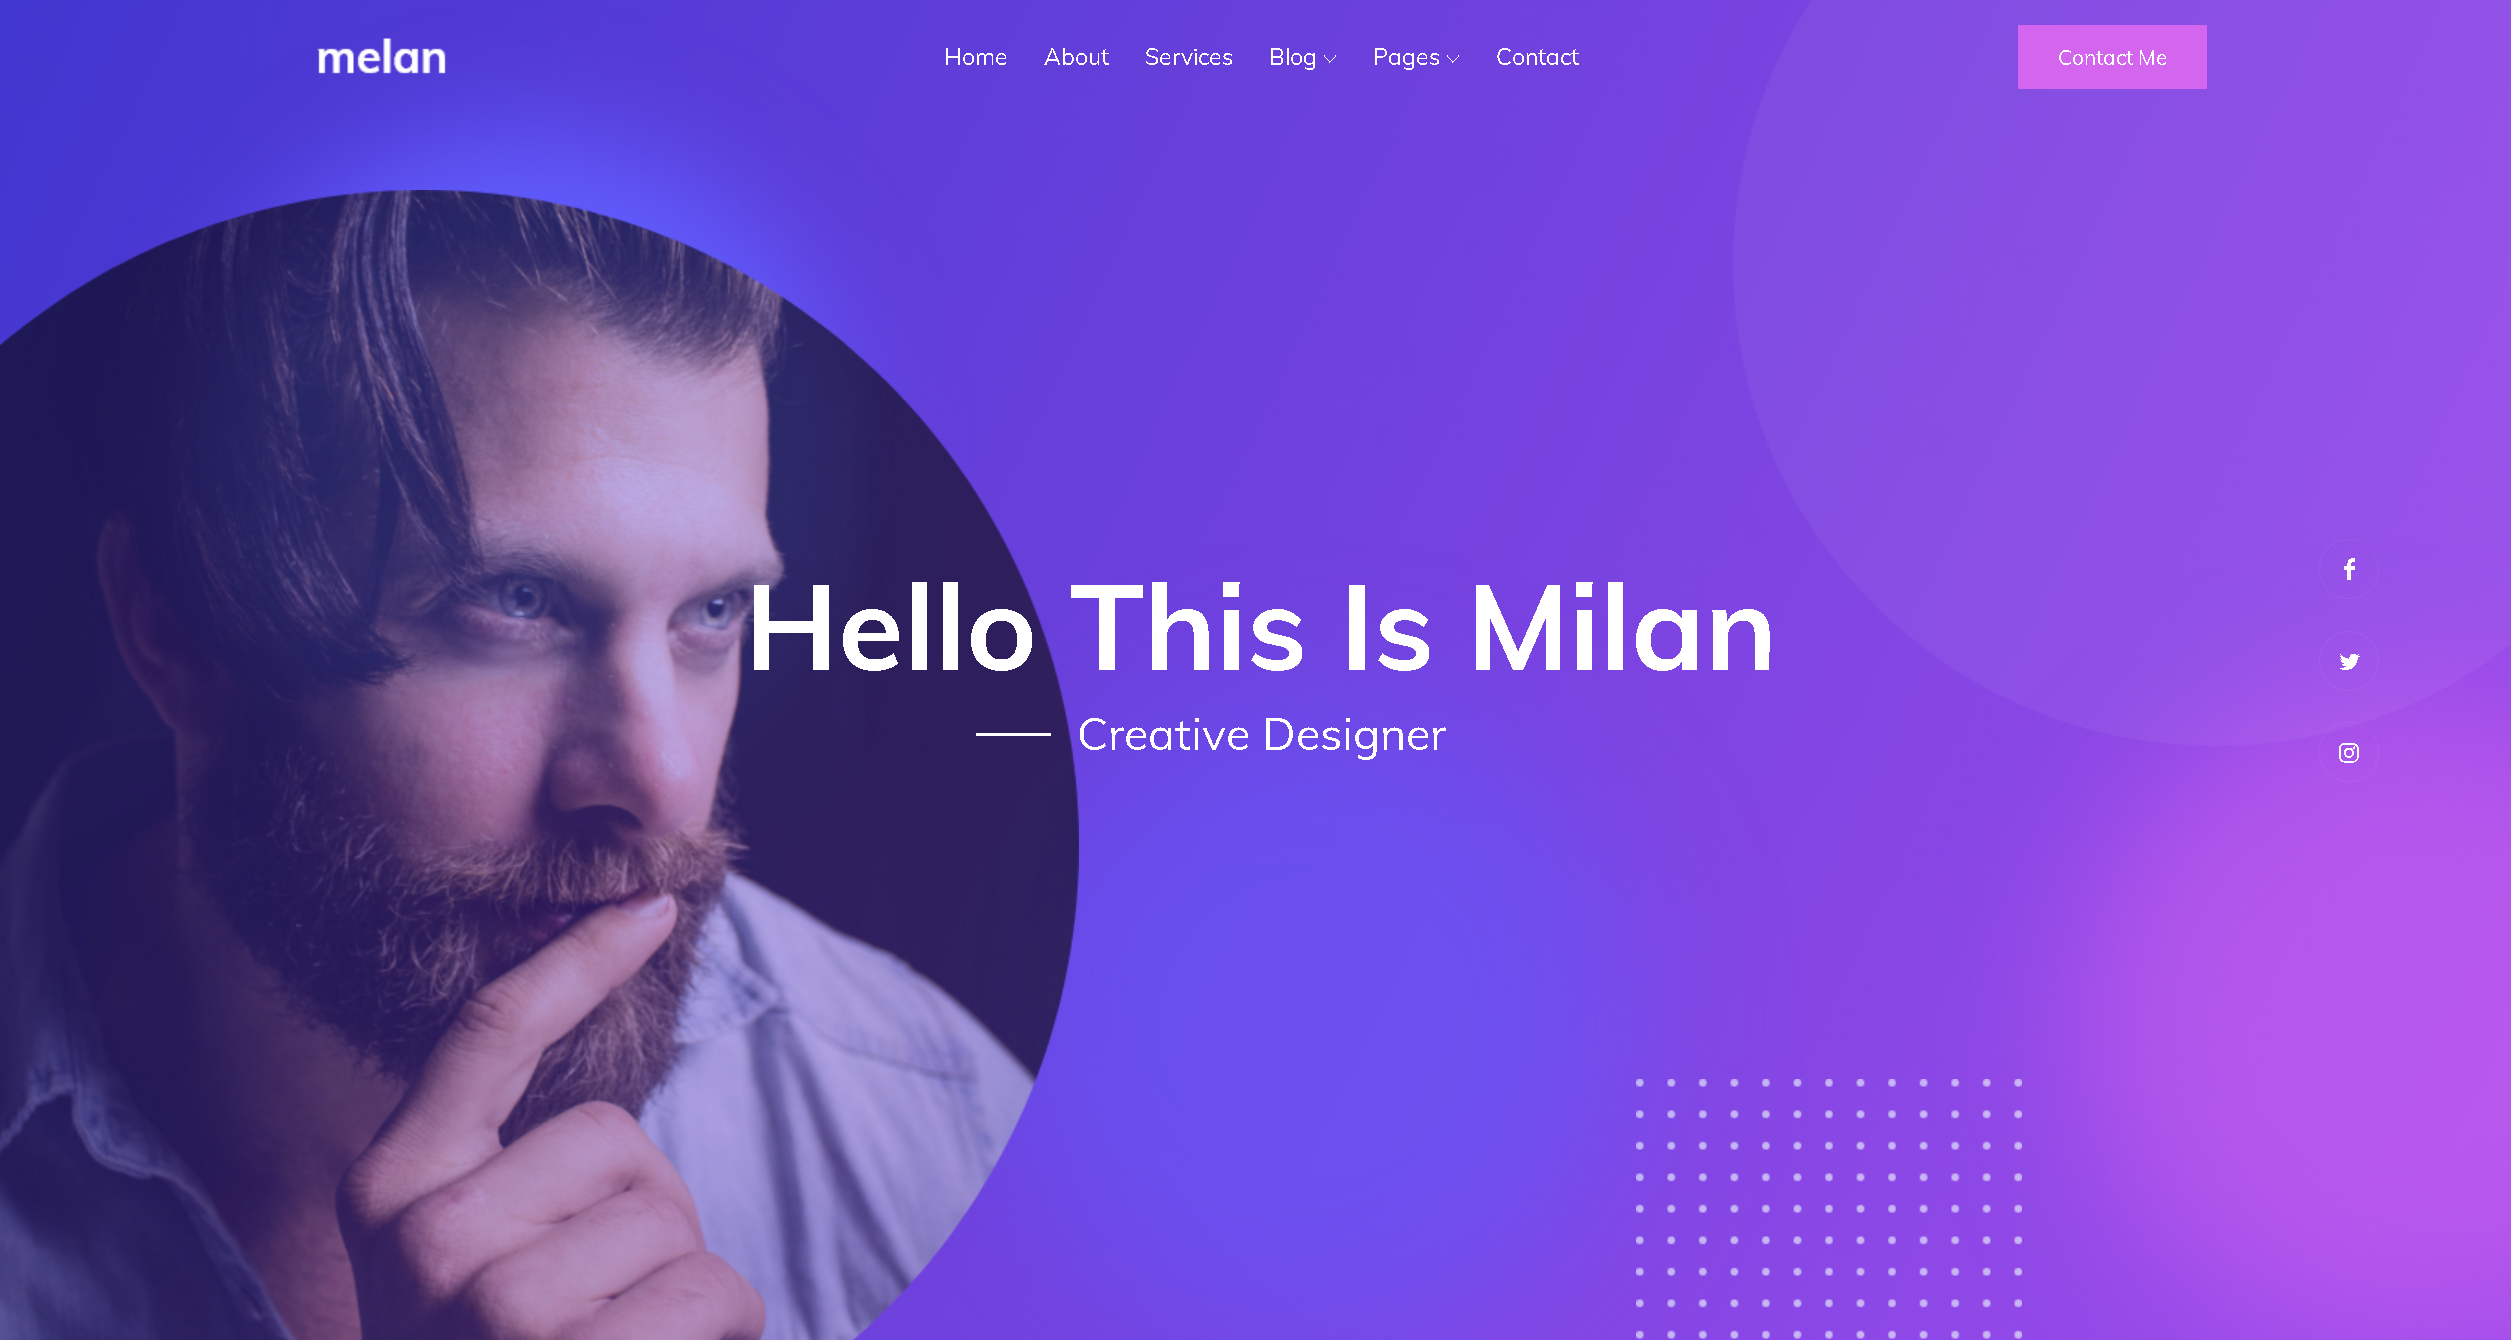 melan
Home About Services Blog Pages Contact
Contact Me
Hello This Is Milan
Creative Designer